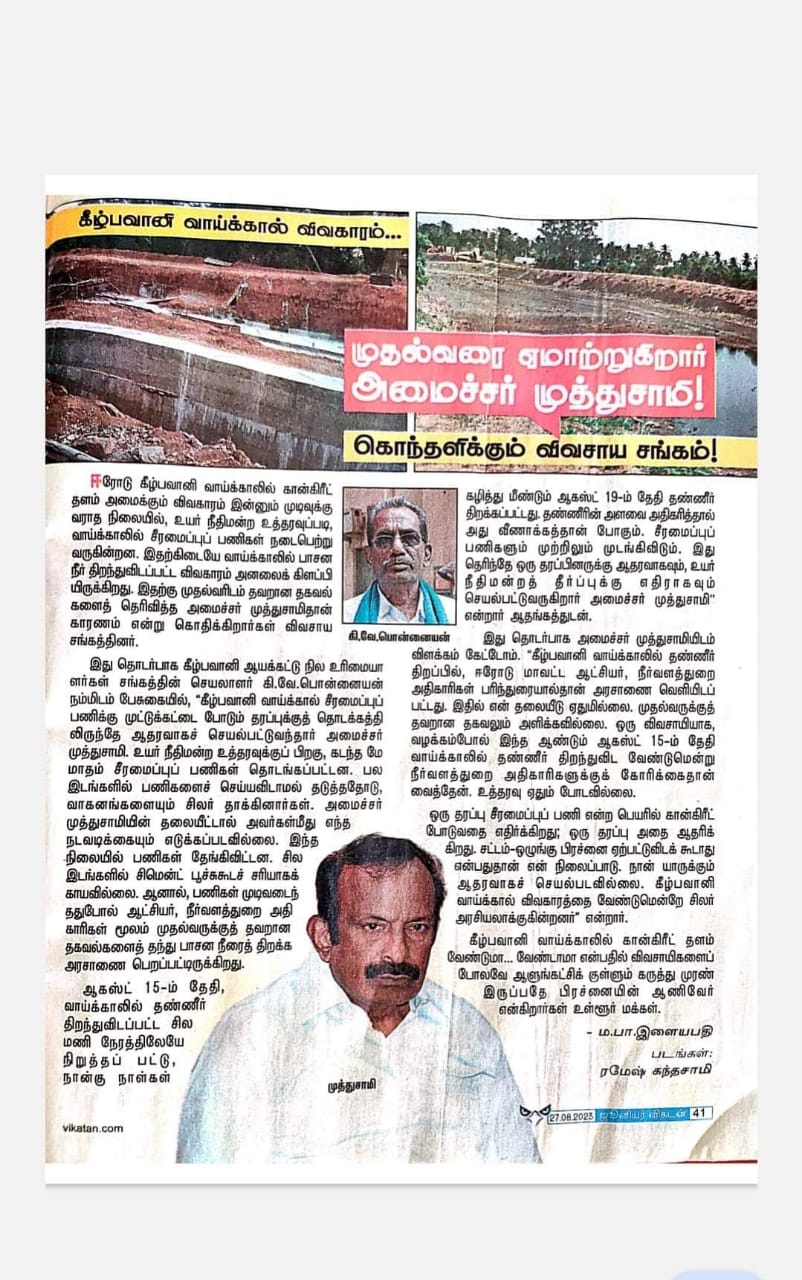 கீழ்பவானி வாய்க்கால் விவகாரம்...
முதல்வரை ஏமாற்றுகிறார்
அமைச்சர் முத்துசாமி!
கொந்தளிக்கும் விவசாய சங்கம்!
ஈரோடு கீழ்பவானி வாய்க்காலில் கான்கிரீட்
தளம் அமைக்கும் விவகாரம் இன்னும் முடிவுக்கு
வராத நிலையில், உயர் நீதிமன்ற உத்தரவுப்படி,
வாய்க்காலில் சீரமைப்புப் பணிகள் நடைபெற்று
வருகின்றன. இதற்கிடையே வாய்க்காலில் பாசன
நீர் திறந்துவிடப்பட்ட விவகாரம் அனலைக் கிளப்பி
யிருக்கிறது. இதற்கு முதல்வரிடம் தவறான தகவல்
களைத் தெரிவித்த அமைச்சர் முத்துசாமிதான்
காரணம் என்று கொதிக்கிறார்கள் விவசாய
சங்கத்தினர்.
இது தொடர்பாக கீழ்பவானி ஆயக்கட்டு நில உரிமையா
ளர்கள் சங்கத்தின் செயலாளர் கி.வே.பொன்னையன்
நம்மிடம் பேசுகையில், “கீழ்பவானி வாய்க்கால் சீரமைப்புப்
பணிக்கு முட்டுக்கட்டை போடும் தரப்புக்குத் தொடக்கத்தி
லிருந்தே ஆதரவாகச் செயல்பட்டுவந்தார் அமைச்சர்
முத்துசாமி. உயர் நீதிமன்ற உத்தரவுக்குப் பிறகு, கடந்த மே
மாதம் சீரமைப்புப் பணிகள் தொடங்கப்பட்டன. பல
இடங்களில் பணிகளைச் செய்யவிடாமல் தடுத்ததோடு,
வாகனங்களையும் சிலர் தாக்கினார்கள். அமைச்சர்
முத்துசாமியின் தலையீட்டால் அவர்கள்மீது எந்த
நடவடிக்கையும் எடுக்கப்படவில்லை. இந்த
நிலையில் பணிகள் தேங்கிவிட்டன. சில
இடங்களில் சிமென்ட் பூச்சுகூடச் சரியாகக்
காயவில்லை. ஆனால், பணிகள் முடிவடைந்
ததுபோல் ஆட்சியர், நீர்வளத்துறை அதி
காரிகள் மூலம் முதல்வருக்குத் தவறான
தகவல்களைத் தந்து பாசன நீரைத் திறக்க
அரசாணை பெறப்பட்டிருக்கிறது.
ஆகஸ்ட் 15-ம் தேதி,
வாய்க்காலில் தண்ணீர்
திறந்துவிடப்பட்ட சில
மணி நேரத்திலேயே
நிறுத்தப் பட்டு,
நான்கு நாள்கள்
கி.வே.பொன்னையன்
கழித்து மீண்டும் ஆகஸ்ட் 19-ம் தேதி தண்ணீர்
திறக்கப்பட்டது. தண்ணீரின் அளவை அதிகரித்தால்
அது வீணாகத்தான் போகும். சீரமைப்புப்
பணிகளும் முற்றிலும் முடங்கிவிடும். இது
தெரிந்தே ஒரு தரப்பினருக்கு ஆதரவாகவும், உயர்
நீதிமன்றத் தீர்ப்புக்கு எதிராகவும்
செயல்பட்டுவருகிறார் அமைச்சர் முத்துசாமி”
என்றார் ஆதங்கத்துடன்.
இது தொடர்பாக அமைச்சர் முத்துசாமியிடம்
விளக்கம் கேட்டோம். “கீழ்பவானி வாய்க்காலில் தண்ணீர்
திறப்பில், ஈரோடு மாவட்ட ஆட்சியர், நீர்வளத்துறை
அதிகாரிகள் பரிந்துரையால்தான் அரசாணை வெளியிடப்
பட்டது. இதில் என் தலையீடு ஏதுமில்லை. முதல்வருக்குத்
தவறான தகவலும் அளிக்கவில்லை. ஒரு விவசாயியாக,
வழக்கம்போல் இந்த ஆண்டும் ஆகஸ்ட் 15-ம் தேதி
வாய்க்காலில் தண்ணீர் திறந்துவிட வேண்டுமென்று
நீர்வளத்துறை அதிகாரிகளுக்குக் கோரிக்கைதான்
வைத்தேன். உத்தரவு ஏதும் போடவில்லை.
ஒரு தரப்பு சீரமைப்புப் பணி என்ற பெயரில் கான்கிரீட்
போடுவதை எதிர்க்கிறது; ஒரு தரப்பு அதை ஆதரிக்
கிறது. சட்டம்-ஒழுங்கு பிரச்னை ஏற்பட்டுவிடக் கூடாது
என்பதுதான் என் நிலைப்பாடு. நான் யாருக்கும்
ஆதரவாகச் செயல்படவில்லை. கீழ்பவானி
வாய்க்கால் விவகாரத்தை வேண்டுமென்றே சிலர்
அரசியலாக்குகின்றனர்” என்றார்.
கீழ்பவானி வாய்க்காலில் கான்கிரீட் தளம்
வேண்டுமா... வேண்டாமா என்பதில் விவசாயிகளைப்
போலவே ஆளுங்கட்சிக் குள்ளும் கருத்து முரண்
இருப்பதே பிரச்னையின் ஆணிவேர்
என்கிறார்கள் உள்ளூர் மக்கள்.
- ம.பா.இளையபதி
படங்கள்:
ரமேஷ் கந்தசாமி
முத்துசாமி
vikatan.com
27.08.2023 ஜூனியர் விகடன் 41